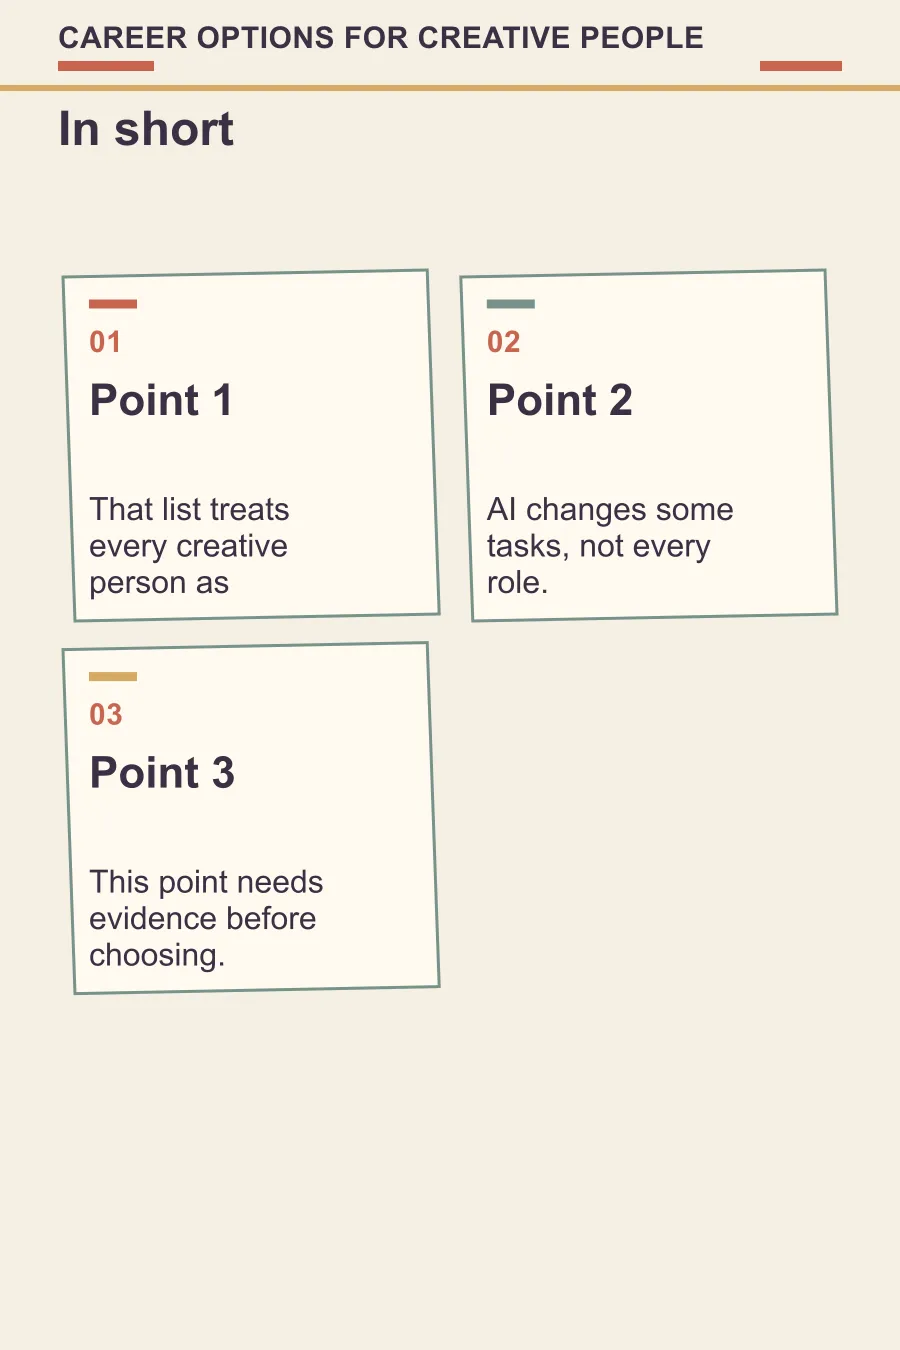 CAREER OPTIONS FOR CREATIVE PEOPLE
In short
01
Point 1
That list treats
every creative
person as
02
Point 2
AI changes some
tasks, not every
role.
03
Point 3
This point needs
evidence before
choosing.